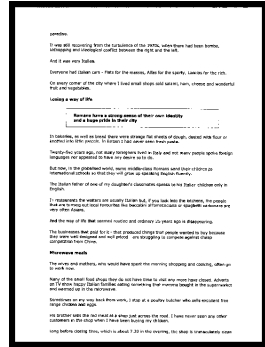 paradise.
It was still recovering from the turbulence of the 1970s, when there had been bombs,
kidnapping and ideological conflict between the right and the left.
And it was very Italian.
Everyone had Italian cars - Fiats for the masses, Alfas for the sporty, Lancias for the rich.
On every corner of the city where I lived small shops sold salami, ham, cheese and wonderful
fruit and vegetables.
Losing a way of life
Romans have a strong sense of their own identity
and a huge pride in their city
In bakeries, as well as bread there were strange flat sheets of dough, dusted with flour or
knotted into little parcels. In Britain I had never seen fresh pasta.
Twenty-five years ago, not many foreigners lived in Italy and not many people spoke foreign
languages nor appeared to have any desire to do so.
But now, in the globalised world, many middle-class Romans send their children to
international schools so that they will grow up speaking English fluently.
The Italian father of one of my daughter's classmates speaks to his Italian children only in
English.
In restaurants the waiters are usually Italian but, if you look into the kitchens, the people
that are turning out local favourites like bucatini all'amatriciana or spaghetti carbonara are
very often Asian.
And the way of life that seemed rooted and ordinary 25 years ago is disappearing.
The businesses that paid for it - that produced things that people wanted to buy because
they were well designed and well priced - are struggling to compete against cheap
competition from China.
Microwave meals
The wives and mothers, who would have spent the morning shopping and cooking, often go
to work now.
Many of the small food shops they do not have time to visit any more have closed. Adverts
on TV show happy Italian families eating something that mamma bought in the supermarket
and warmed up in the microwave.
Sometimes on my way back from work, I stop at a poultry butcher who sells excellent free
range chicken and eggs.
His brother sells the red meat at a shop just across the road. I have never seen any other
customers in the shop when I have been buying my chicken.
Long before closing time, which is about 7.30 in the evening, the shop is immaculately clean